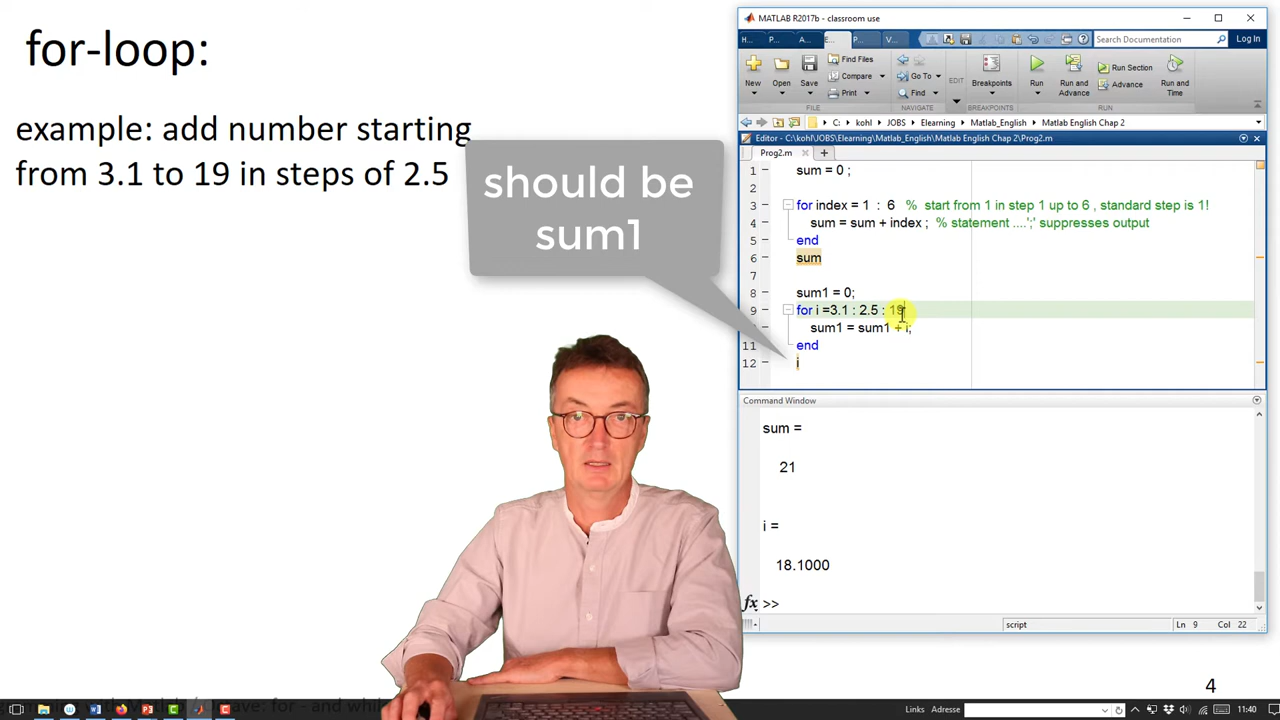 for-loop:
example: add number starting
from 3.1 to 19 in steps of 2.5
should be
sum1
MATLAB R2017b - classroom use
H... P... A... E... P... V...
Search Documentation
Log In
New
Open
Save
Find Files
Compare
Print
Go To
Find
EDIT
Breakpoints
Run
Run and
Advance
Run Section
Advance
Run and
Time
FILE
NAVIGATE
BREAKPOINTS
RUN
C: JOBS Elearning Matlab_English Matlab English Chap 2
Editor - C:\kohl\JOBS\Elearning\Matlab_English\Matlab English Chap 2\Prog2.m
Prog2.m
1 sum = 0 ;
2
3 for index = 1 : 6 % start from 1 in step 1 up to 6 , standard step is 1!
4 sum = sum + index ; % statement ....';' suppresses output
5 end
6 sum
7
8 sum1 = 0;
9 for i =3.1 : 2.5 : 19
sum1 = sum1 + i;
11 end
12 i
Command Window
sum =
21
i =
18.1000
fx >>
script
Ln 9 Col 22
4
Links Adresse
11:40